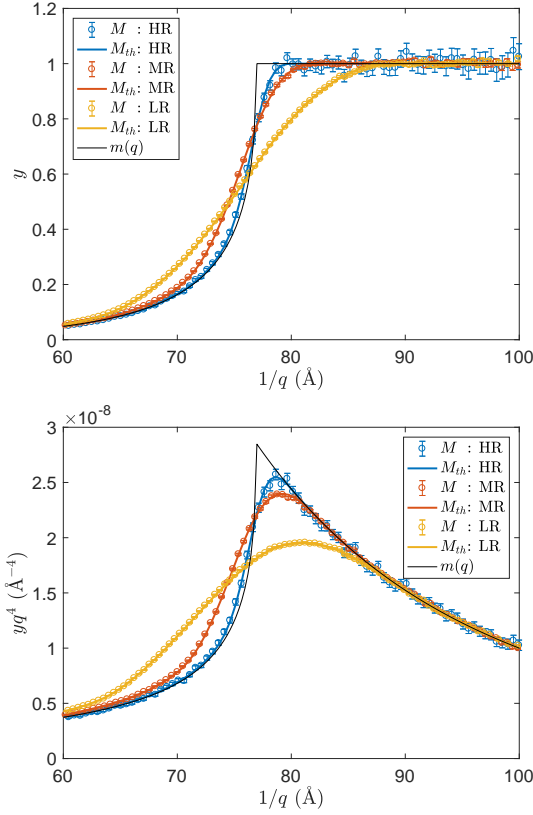 1.2
1
0.8
0.6
0.4
0.2
0
y
M : HR
M_th: HR
M : MR
M_th: MR
M : LR
M_th: LR
m(q)
60 70 80 90 100
1/q (Å)
×10^-8
3
2.5
2
1.5
1
0.5
0
yq^4 (Å^−4)
M : HR
M_th: HR
M : MR
M_th: MR
M : LR
M_th: LR
m(q)
60 70 80 90 100
1/q (Å)